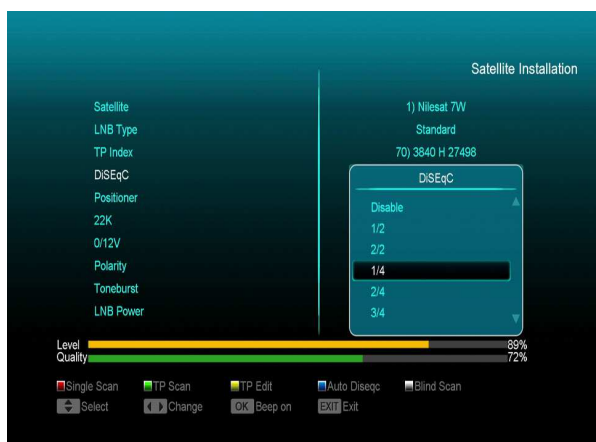 Satellite Installation
Satellite 1) Nilesat 7W
LNB Type Standard
TP Index 70) 3840 H 27498
DiSEqC DiSEqC
Positioner Disable
22K 1/2
0/12V 2/2
Polarity 1/4
Toneburst 2/4
LNB Power 3/4
Level 89%
Quality 72%
Single Scan TP Scan TP Edit Auto Diseqc Blind Scan
Select Change OK Beep on EXIT Exit